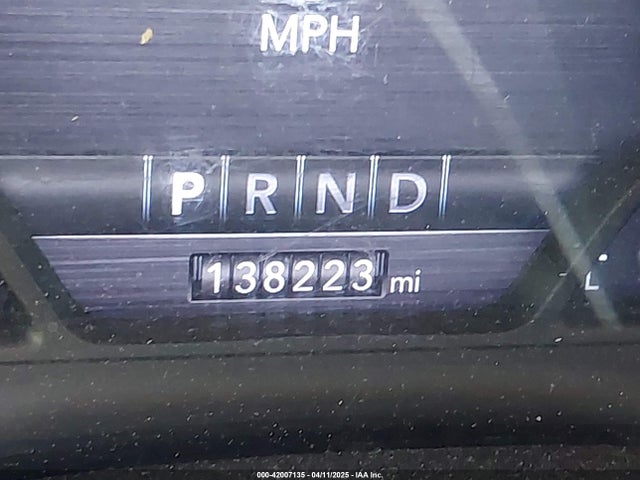 MPH
P R N D
138223 mi
L
000-42007135 - 04/11/2025 - IAA Inc.